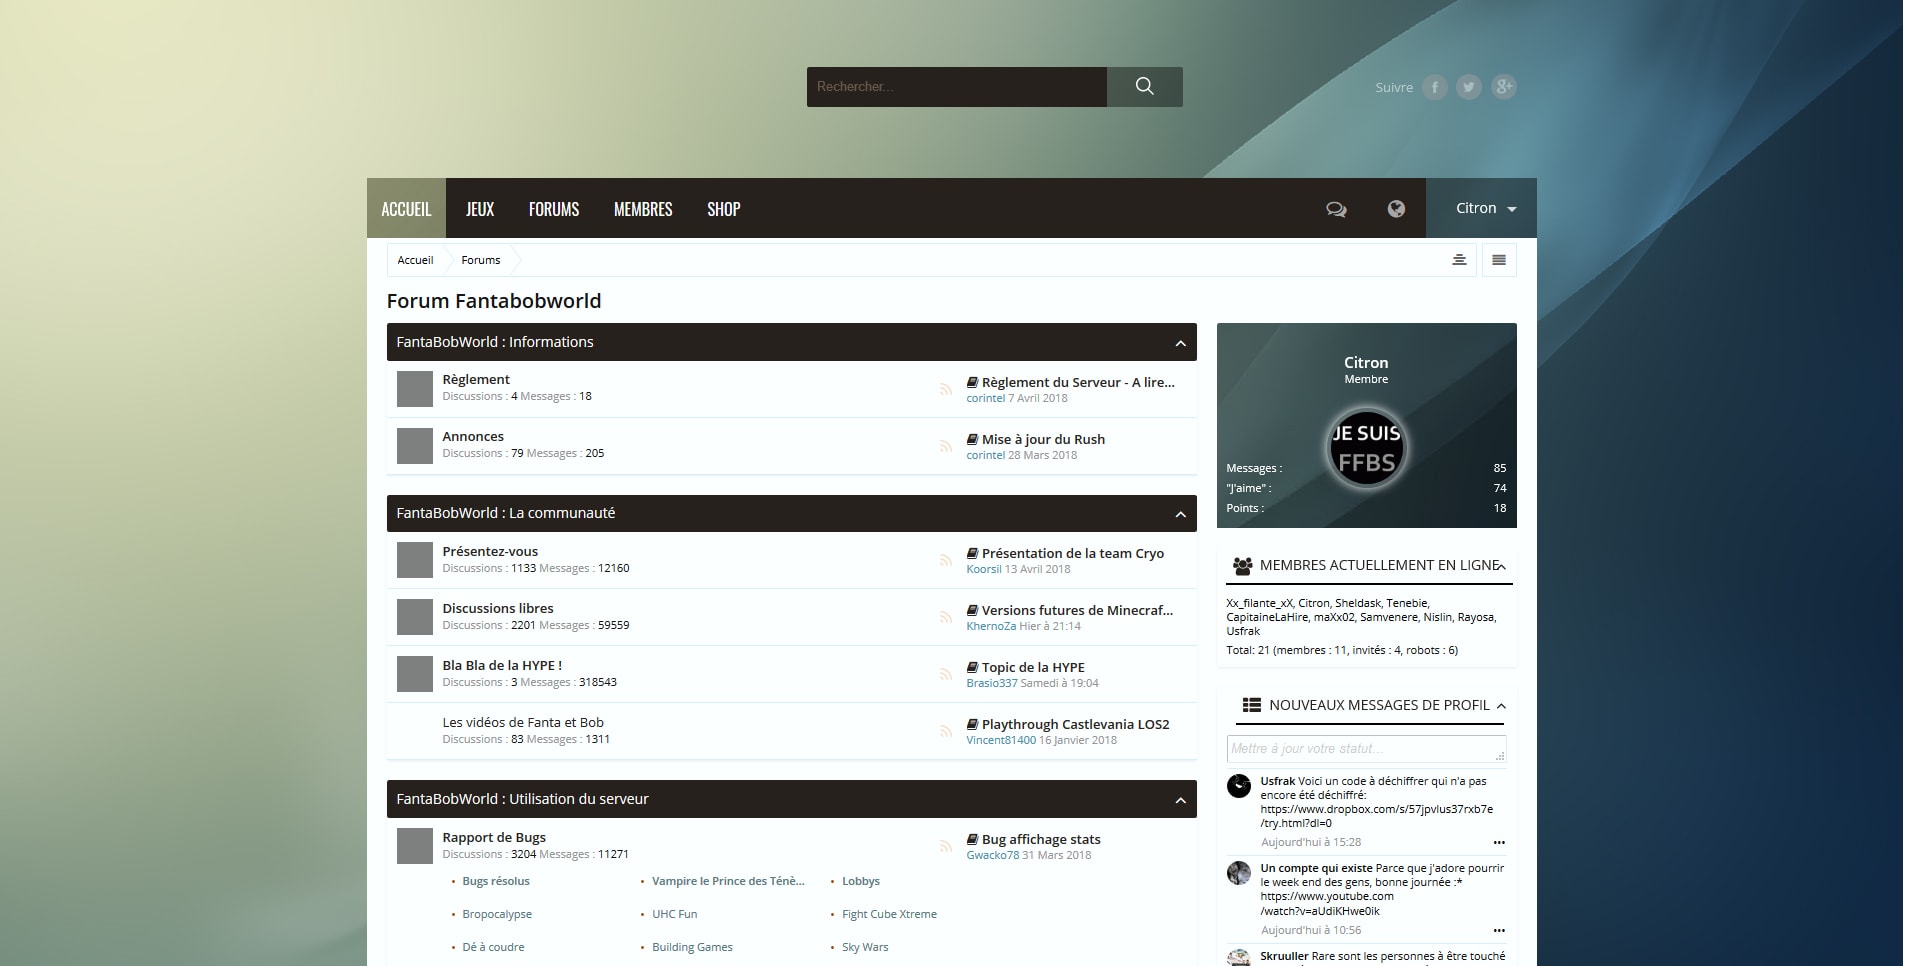 Rechercher...
Suivre
ACCUEIL JEUX FORUMS MEMBRES SHOP Citron
Accueil Forums
Forum Fantabobworld
FantaBobWorld : Informations
Règlement
Discussions : 4 Messages : 18
Règlement du Serveur - A lire...
corintel 7 Avril 2018
Annonces
Discussions : 79 Messages : 205
Mise à jour du Rush
corintel 28 Mars 2018
FantaBobWorld : La communauté
Présentez-vous
Discussions : 1133 Messages : 12160
Présentation de la team Cryo
Koorsil 13 Avril 2018
Discussions libres
Discussions : 2201 Messages : 59559
Versions futures de Minecraf...
KhernoZa Hier à 21:14
Bla Bla de la HYPE !
Discussions : 3 Messages : 318543
Topic de la HYPE
Brasio337 Samedi à 19:04
Les vidéos de Fanta et Bob
Discussions : 83 Messages : 1311
Playthrough Castlevania LOS2
Vincent81400 16 Janvier 2018
FantaBobWorld : Utilisation du serveur
Rapport de Bugs
Discussions : 3204 Messages : 11271
Bug affichage stats
Gwacko78 31 Mars 2018
Bugs résolus Vampire le Prince des Ténè... Lobbys
Bropocalypse UHC Fun Fight Cube Xtreme
Dé à coudre Building Games Sky Wars
Citron
Membre
JE SUIS
FFBS
Messages : 85
"J'aime" : 74
Points : 18
MEMBRES ACTUELLEMENT EN LIGNE
Xx_filante_xX, Citron, Sheldask, Tenebie,
CapitaineLaHire, maXx02, Samvenere, Nislin, Rayosa,
Usfrak
Total: 21 (membres : 11, invités : 4, robots : 6)
NOUVEAUX MESSAGES DE PROFIL
Mettre à jour votre statut...
Usfrak Voici un code à déchiffrer qui n'a pas
encore été déchiffré:
https://www.dropbox.com/s/57jpvlus37rxb7e
/try.html?dl=0
Aujourd'hui à 15:28 •••
Un compte qui existe Parce que j'adore pourrir
le week end des gens, bonne journée :*
https://www.youtube.com
/watch?v=aUdiKHwe0ik
Aujourd'hui à 10:56 •••
Skruuller Rare sont les personnes à être touché